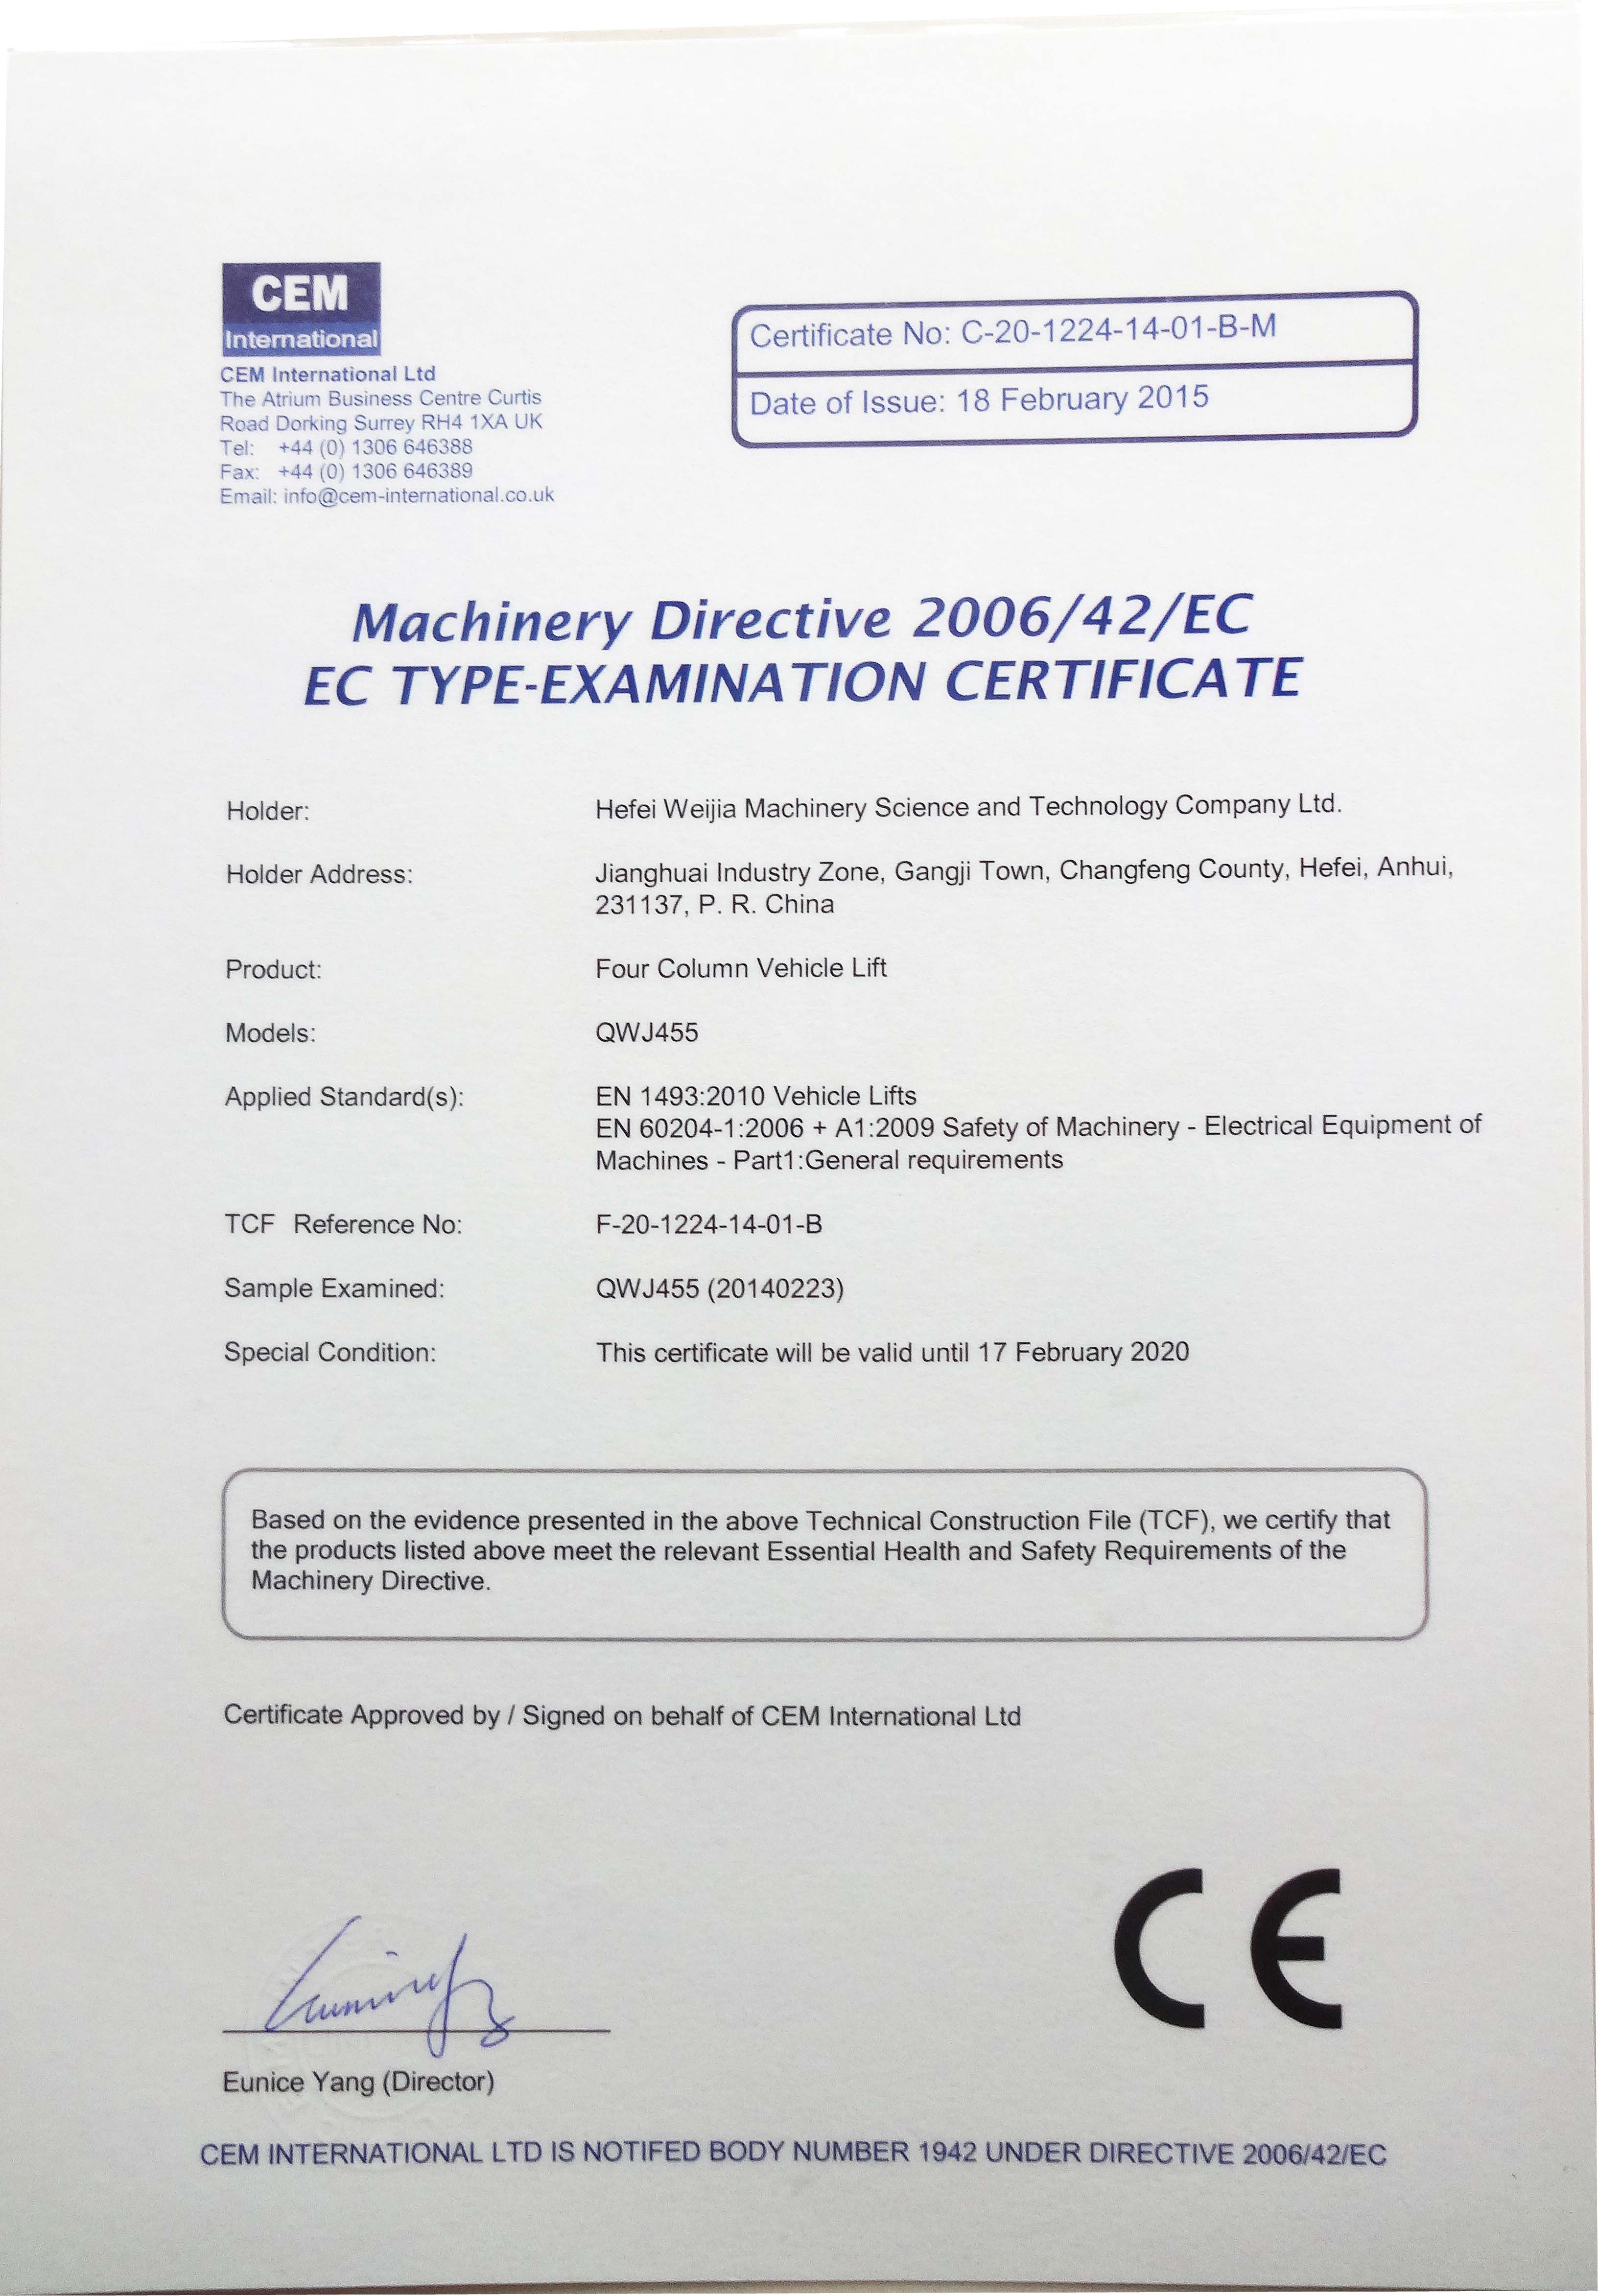 CEM
International
CEM International Ltd
The Atrium Business Centre Curtis
Road Dorking Surrey RH4 1XA UK
Tel: +44 (0) 1306 646388
Fax: +44 (0) 1306 646389
Email: info@cem-international.co.uk
Certificate No: C-20-1224-14-01-B-M
Date of Issue: 18 February 2015
Machinery Directive 2006/42/EC
EC TYPE-EXAMINATION CERTIFICATE
Holder: Hefei Weijia Machinery Science and Technology Company Ltd.
Holder Address: Jianghuai Industry Zone, Gangji Town, Changfeng County, Hefei, Anhui,
231137, P. R. China
Product: Four Column Vehicle Lift
Models: QWJ455
Applied Standard(s): EN 1493:2010 Vehicle Lifts
EN 60204-1:2006 + A1:2009 Safety of Machinery - Electrical Equipment of
Machines - Part1:General requirements
TCF Reference No: F-20-1224-14-01-B
Sample Examined: QWJ455 (20140223)
Special Condition: This certificate will be valid until 17 February 2020
Based on the evidence presented in the above Technical Construction File (TCF), we certify that
the products listed above meet the relevant Essential Health and Safety Requirements of the
Machinery Directive.
Certificate Approved by / Signed on behalf of CEM International Ltd
CE
Eunice Yang (Director)
CEM INTERNATIONAL LTD IS NOTIFED BODY NUMBER 1942 UNDER DIRECTIVE 2006/42/EC